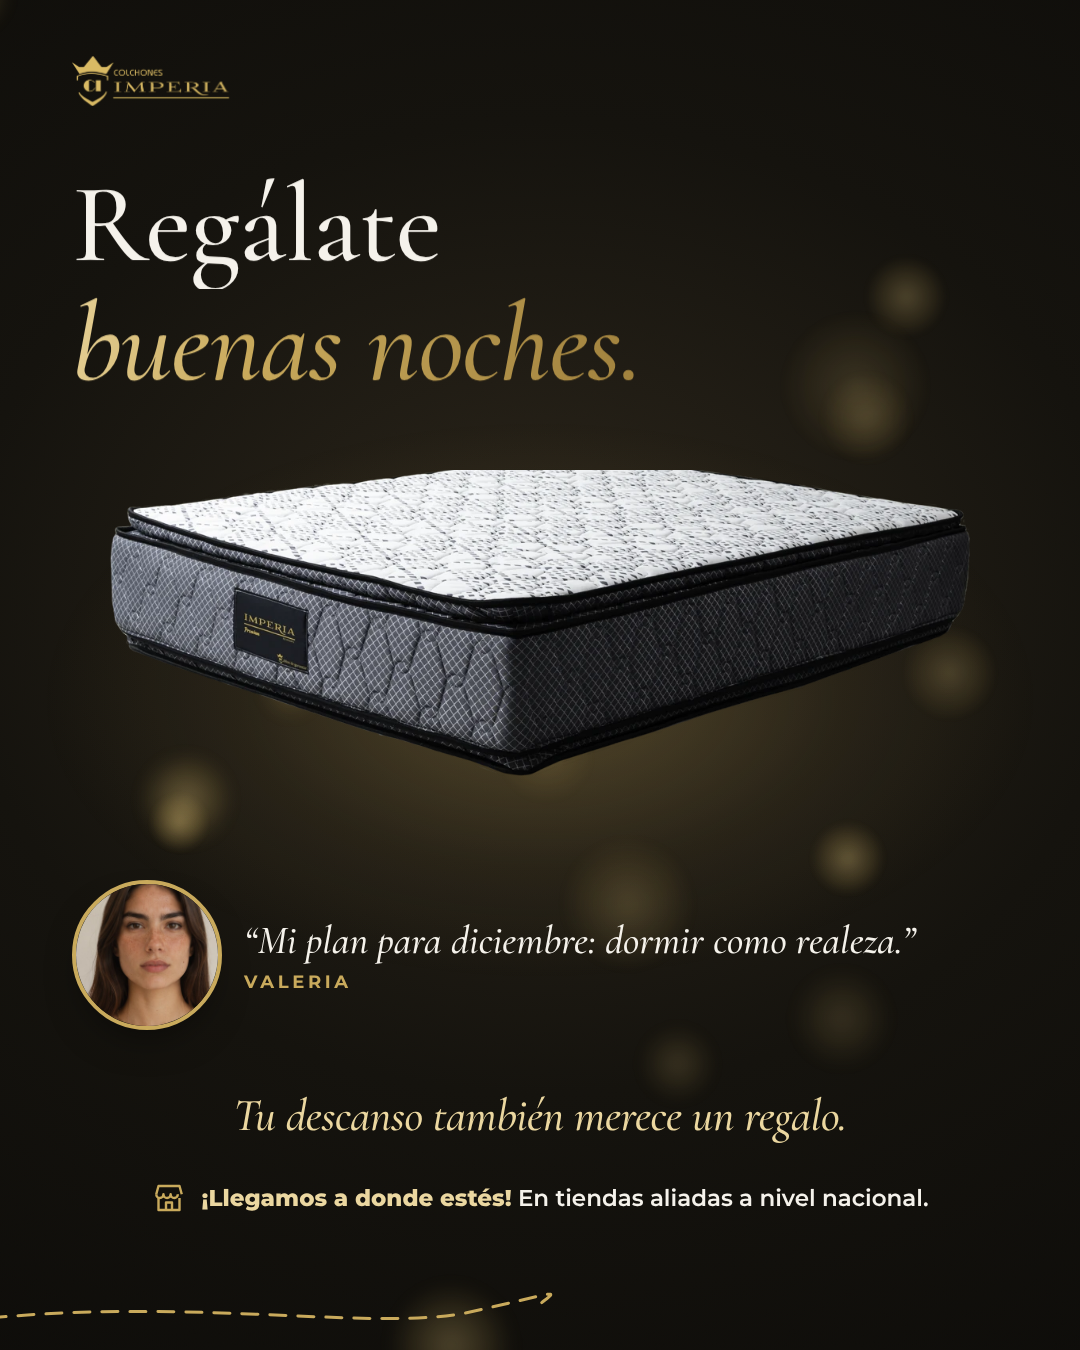 COLCHONES
IMPERIA
Regálate
buenas noches.
IMPERIA
Premium
“Mi plan para diciembre: dormir como realeza.”
VALERIA
Tu descanso también merece un regalo.
¡Llegamos a donde estés! En tiendas aliadas a nivel nacional.